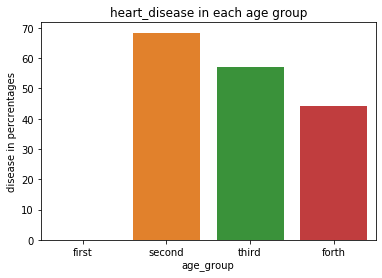 heart_disease in each age group
disease in percrentages
70
60
50
40
30
20
10
0
first second third forth
age_group